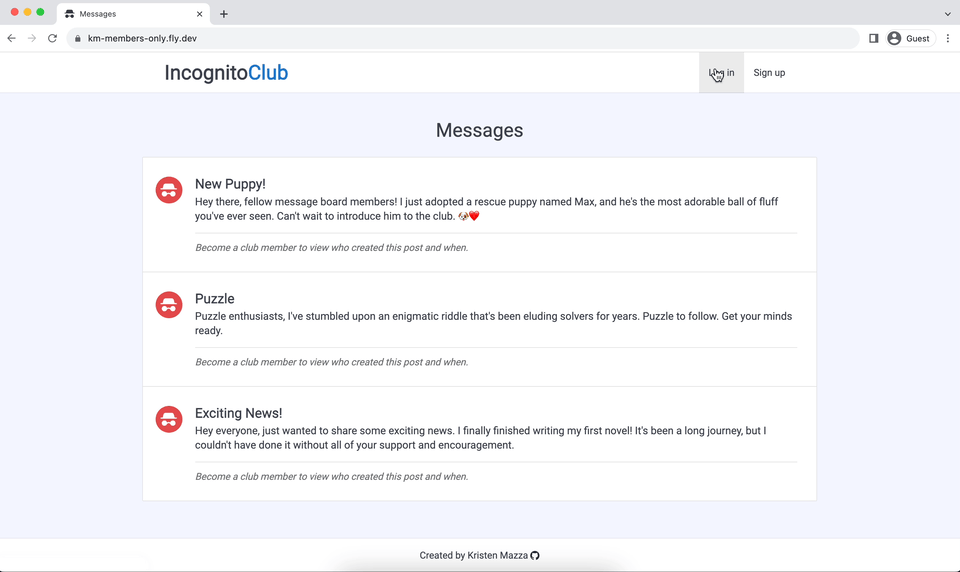 Messages
km-members-only.fly.dev
Guest
IncognitoClub
Log in
Sign up
Messages
New Puppy!
Hey there, fellow message board members! I just adopted a rescue puppy named Max, and he's the most adorable ball of fluff
you've ever seen. Can't wait to introduce him to the club. 🐶❤️
Become a club member to view who created this post and when.
Puzzle
Puzzle enthusiasts, I've stumbled upon an enigmatic riddle that's been eluding solvers for years. Puzzle to follow. Get your minds
ready.
Become a club member to view who created this post and when.
Exciting News!
Hey everyone, just wanted to share some exciting news. I finally finished writing my first novel! It's been a long journey, but I
couldn't have done it without all of your support and encouragement.
Become a club member to view who created this post and when.
Created by Kristen Mazza